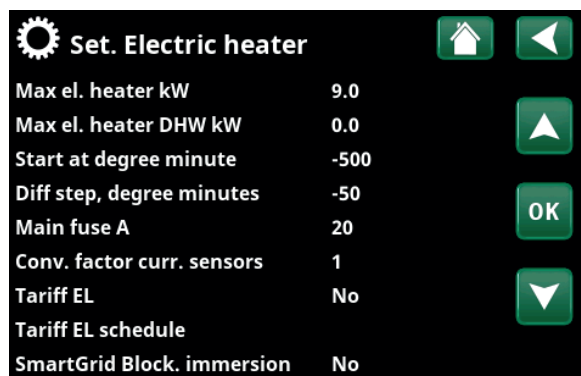 Set. Electric heater
Max el. heater kW 9.0
Max el. heater DHW kW 0.0
Start at degree minute -500
Diff step, degree minutes -50
OK
Main fuse A 20
Conv. factor curr. sensors 1
Tariff EL No
Tariff EL schedule
SmartGrid Block. immersion No